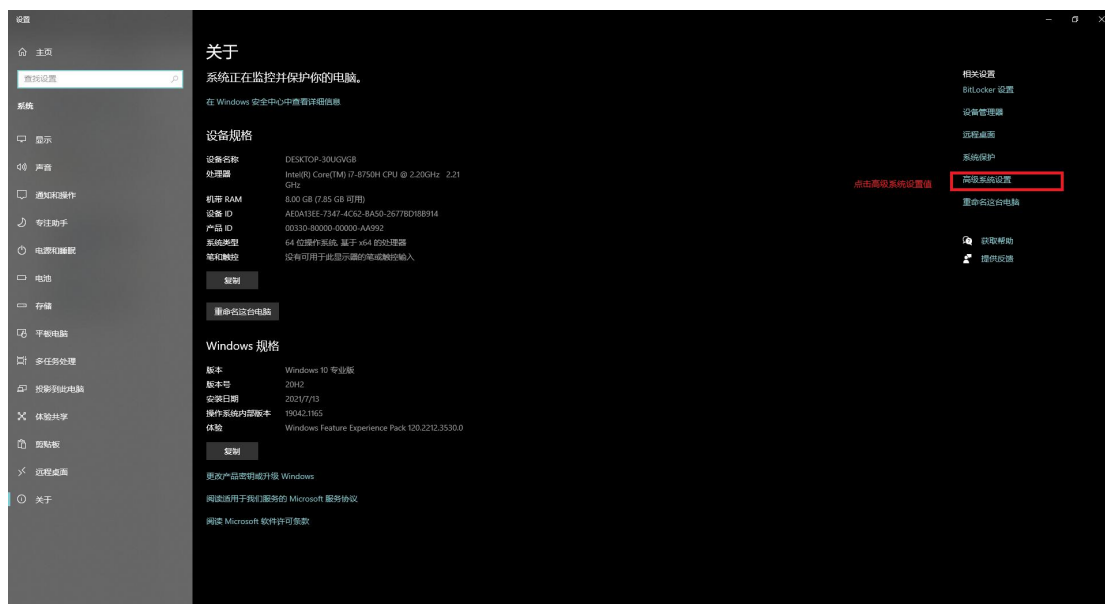 设置
主页
查找设置
系统
显示
声音
通知和操作
专注助手
电源和睡眠
电池
存储
平板电脑
多任务处理
投影到此电脑
体验共享
剪贴板
远程桌面
关于
关于
系统正在监控并保护你的电脑。
在 Windows 安全中心中查看详细信息
设备规格
设备名称 DESKTOP-30UGVGB
处理器 Intel(R) Core(TM) i7-8750H CPU @ 2.20GHz 2.21
GHz
机带 RAM 8.00 GB (7.85 GB 可用)
设备 ID AE0A13EE-7347-4C62-BA50-2677BD18B914
产品 ID 00330-80000-00000-AA992
系统类型 64 位操作系统, 基于 x64 的处理器
笔和触控 没有可用于此显示器的笔或触控输入
复制
重命名这台电脑
Windows 规格
版本 Windows 10 专业版
版本号 20H2
安装日期 2021/7/13
操作系统内部版本 19042.1165
体验 Windows Feature Experience Pack 120.2212.3530.0
复制
更改产品密钥或升级 Windows
阅读适用于我们服务的 Microsoft 服务协议
阅读 Microsoft 软件许可条款
相关设置
BitLocker 设置
设备管理器
远程桌面
系统保护
点击高级系统设置值
高级系统设置
重命名这台电脑
获取帮助
提供反馈